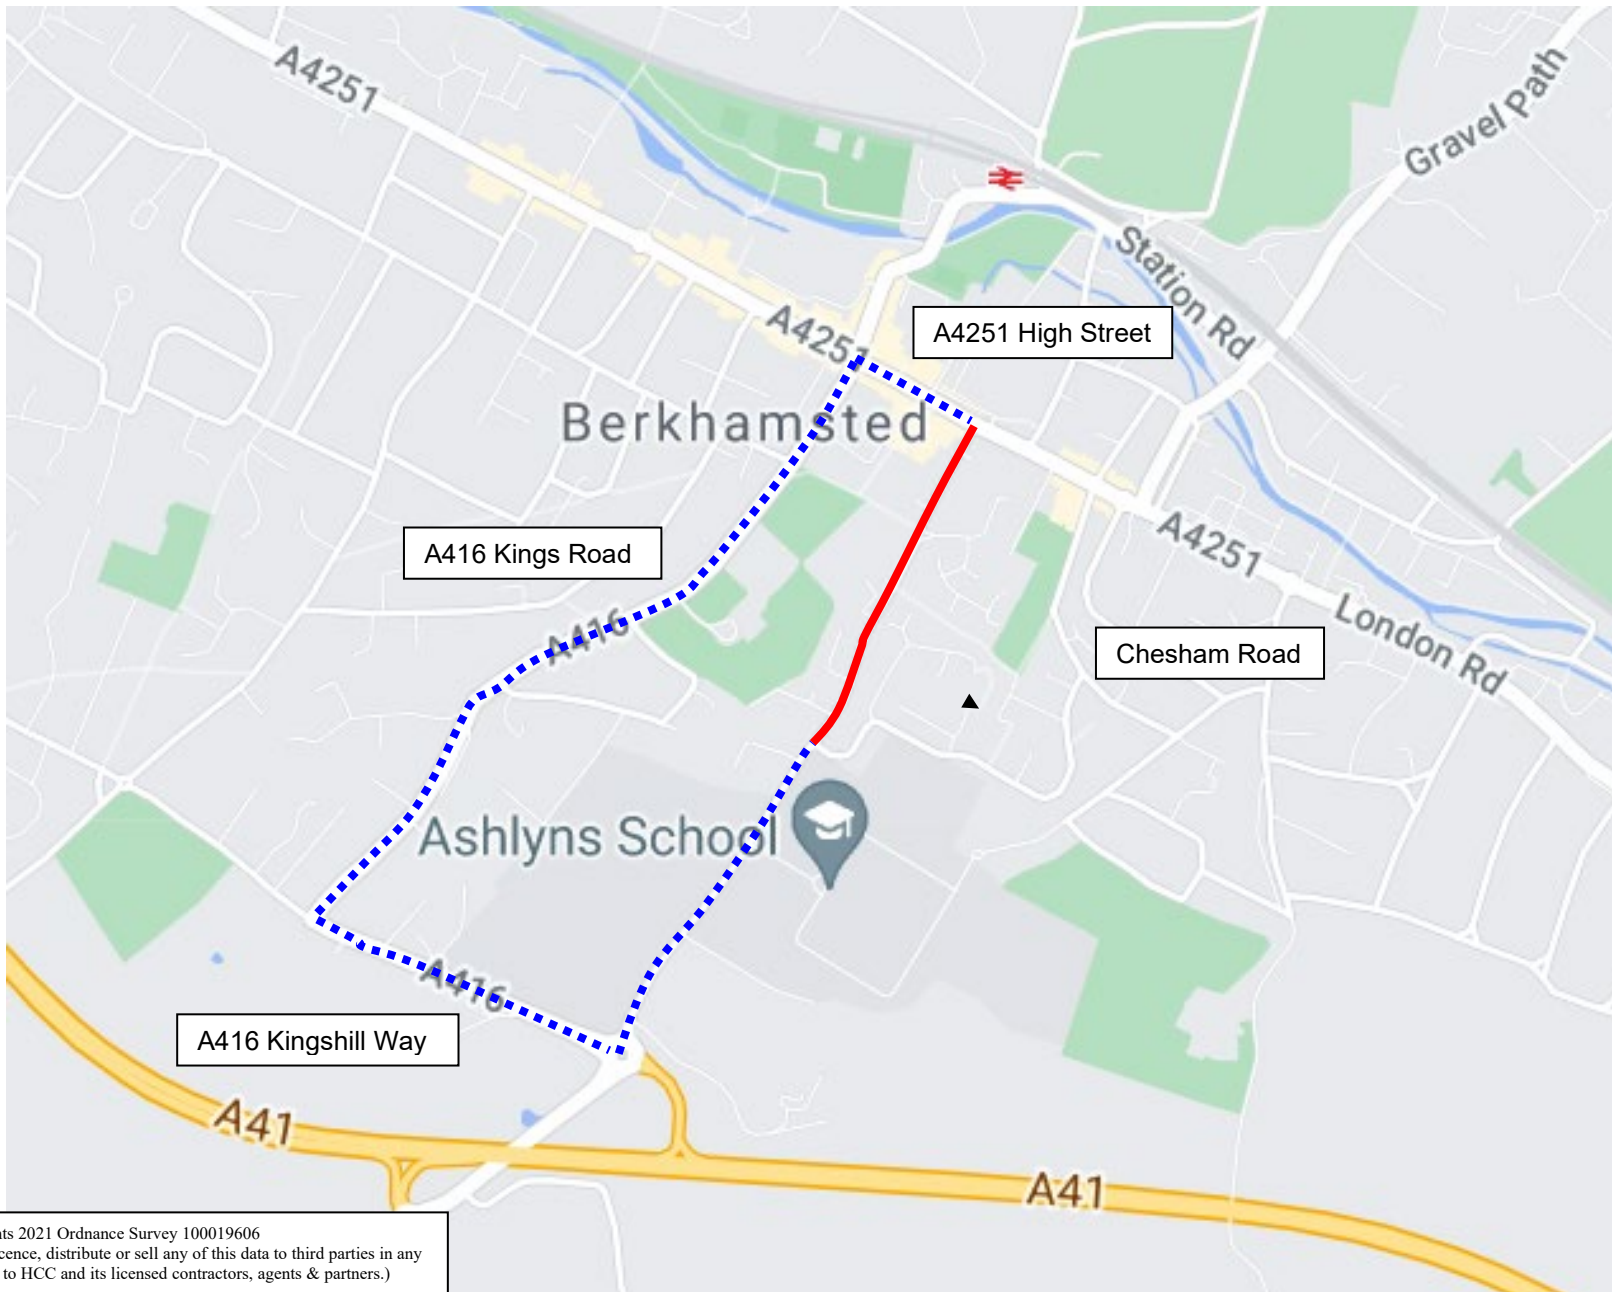 A4251
Gravel Path
Station Rd
A4251 High Street
A4251
Berkhamsted
A416 Kings Road
A4251
London Rd
A416
Chesham Road
Ashlyns School
A416
A416 Kingshill Way
A41
A41
2021 Ordnance Survey 100019606
distribute or sell any of this data to third parties in any
to HCC and its licensed contractors, agents & partners.)